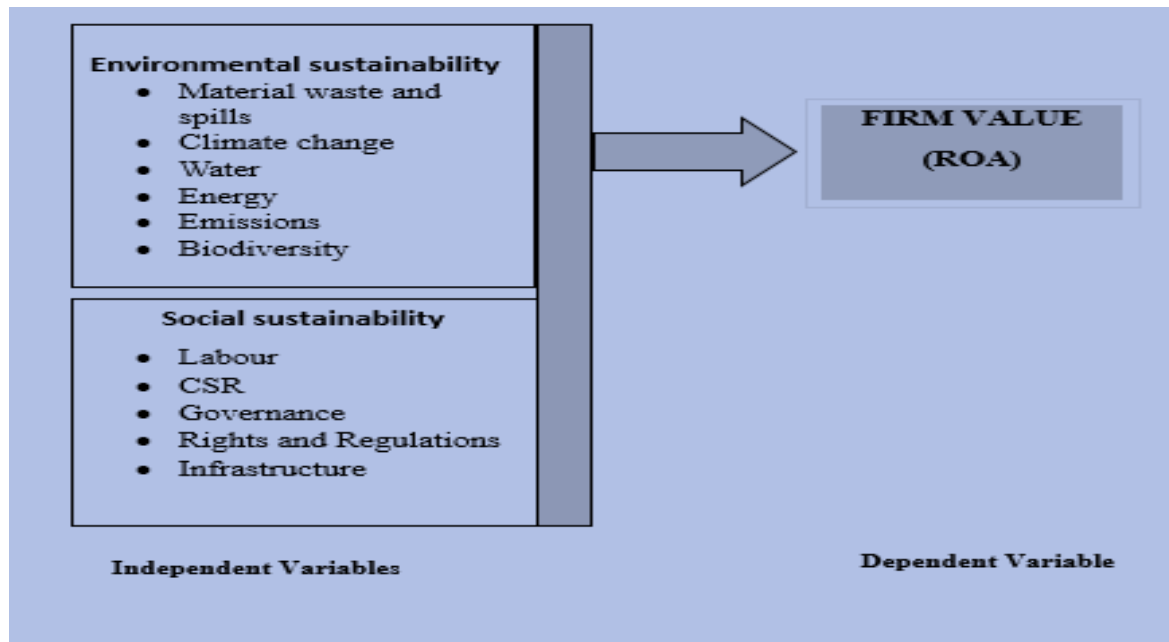 Environmental sustainability
● Material waste and
spills
● Climate change
● Water
● Energy
● Emissions
● Biodiversity
Social sustainability
● Labour
● CSR
● Governance
● Rights and Regulations
● Infrastructure
Independent Variables
FIRM VALUE
(ROA)
Dependent Variable